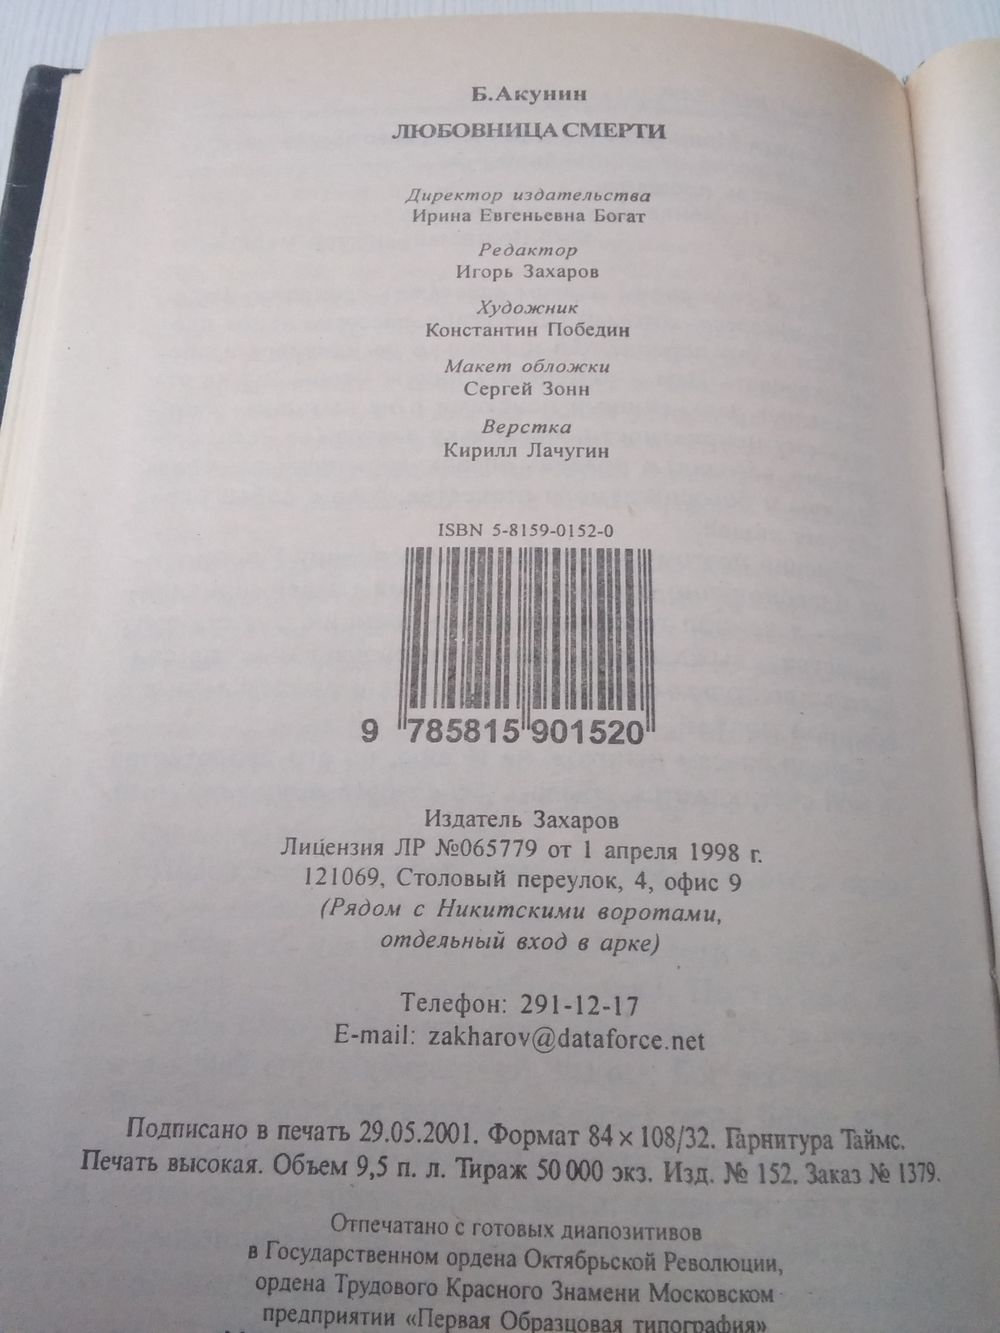 Б.Акунин
ЛЮБОВНИЦА СМЕРТИ
Директор издательства
Ирина Евгеньевна Богат
Редактор
Игорь Захаров
Художник
Константин Победин
Макет обложки
Сергей Зонн
Верстка
Кирилл Лачугин
ISBN 5-8159-0152-0
9 785815 901520
Издатель Захаров
Лицензия ЛР №065779 от 1 апреля 1998 г.
121069, Столовый переулок, 4, офис 9
(Рядом с Никитскими воротами,
отдельный вход в арке)
Телефон: 291-12-17
E-mail: zakharov@dataforce.net
Подписано в печать 29.05.2001. Формат 84 × 108/32. Гарнитура Таймс.
Печать высокая. Объем 9,5 п. л. Тираж 50 000 экз. Изд. № 152. Заказ № 1379.
Отпечатано с готовых диапозитивов
в Государственном ордена Октябрьской Революции,
ордена Трудового Красного Знамени Московском
предприятии «Первая Образцовая типография»